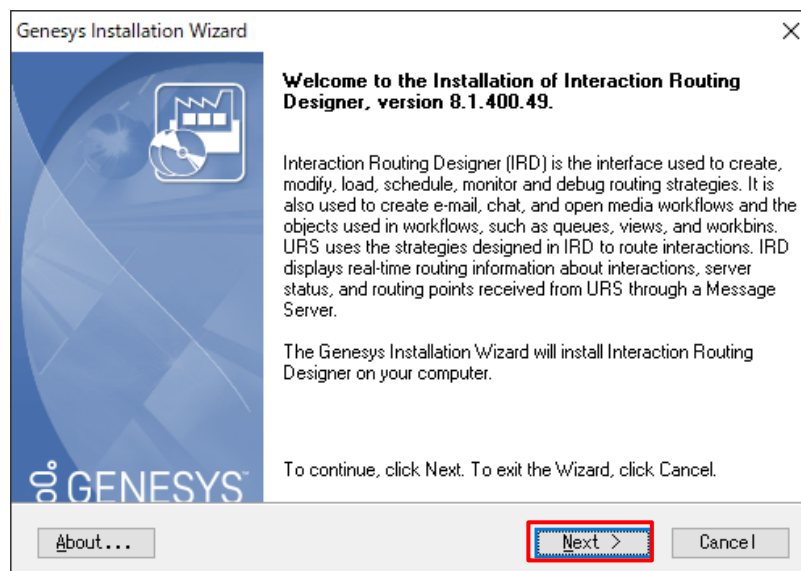 Genesys Installation Wizard
Welcome to the Installation of Interaction Routing
Designer, version 8.1.400.49.
Interaction Routing Designer (IRD) is the interface used to create,
modify, load, schedule, monitor and debug routing strategies. It is
also used to create e-mail, chat, and open media workflows and the
objects used in workflows, such as queues, views, and workbins.
URS uses the strategies designed in IRD to route interactions. IRD
displays real-time routing information about interactions, server
status, and routing points received from URS through a Message
Server.
The Genesys Installation Wizard will install Interaction Routing
Designer on your computer.
To continue, click Next. To exit the Wizard, click Cancel.
GENESYS™
About... Next > Cancel